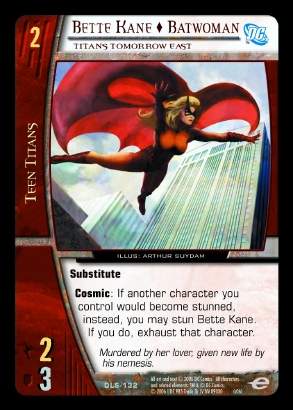 2
BETTE KANE ♦ BATWOMAN
TITANS TOMORROW EAST
DC
TEEN TITANS
ILLUS: ARTHUR SUYDAM
Substitute
Cosmic: If another character you
control would become stunned,
instead, you may stun Bette Kane.
If you do, exhaust that character.
Murdered by her lover, given new life by
his nemesis.
2
3
DLS-132